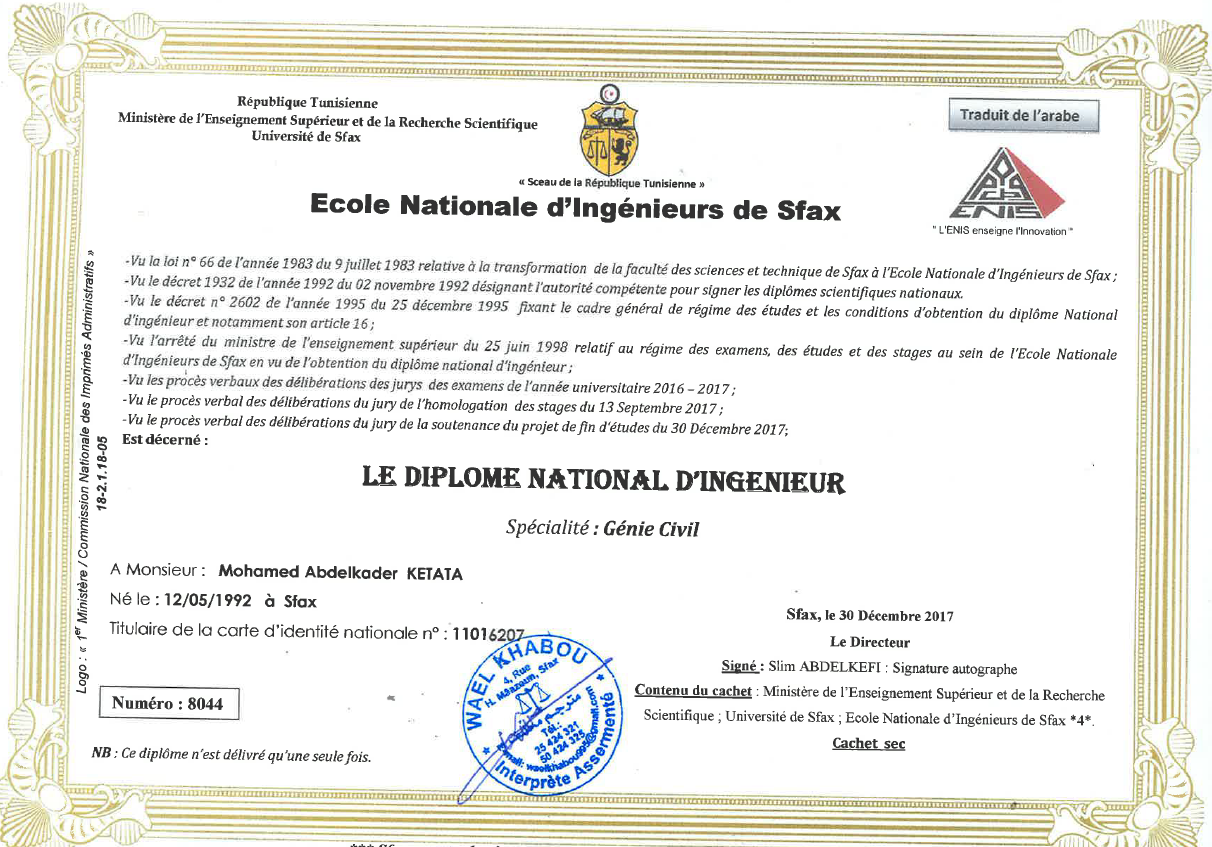 République Tunisienne
Ministère de l'Enseignement Supérieur et de la Recherche Scientifique
Université de Sfax
« Sceau de la République Tunisienne »
Traduit de l'arabe
ENIS
" L'ENIS enseigne l'Innovation "
Ecole Nationale d'Ingénieurs de Sfax
-Vu la loi n° 66 de l'année 1983 du 9 juillet 1983 relative à la transformation de la faculté des sciences et technique de Sfax à l'Ecole Nationale d'Ingénieurs de Sfax ;
-Vu le décret 1932 de l'année 1992 du 02 novembre 1992 désignant l'autorité compétente pour signer les diplômes scientifiques nationaux.
-Vu le décret n° 2602 de l'année 1995 du 25 décembre 1995 fixant le cadre général de régime des études et les conditions d'obtention du diplôme National
d'ingénieur et notamment son article 16 ;
-Vu l'arrêté du ministre de l'enseignement supérieur du 25 juin 1998 relatif au régime des examens, des études et des stages au sein de l'Ecole Nationale
d'Ingénieurs de Sfax en vu de l'obtention du diplôme national d'ingénieur ;
-Vu les procès verbaux des délibérations des jurys des examens de l'année universitaire 2016 – 2017 ;
-Vu le procès verbal des délibérations du jury de l'homologation des stages du 13 Septembre 2017 ;
-Vu le procès verbal des délibérations du jury de la soutenance du projet de fin d'études du 30 Décembre 2017;
Est décerné :
LE DIPLOME NATIONAL D'INGENIEUR
Spécialité : Génie Civil
A Monsieur : Mohamed Abdelkader KETATA
Né le : 12/05/1992 à Sfax
Titulaire de la carte d'identité nationale n° : 11016207
Numéro : 8044
NB : Ce diplôme n'est délivré qu'une seule fois.
Sfax, le 30 Décembre 2017
Le Directeur
Signé : Slim ABDELKEFI : Signature autographe
Contenu du cachet : Ministère de l'Enseignement Supérieur et de la Recherche
Scientifique ; Université de Sfax ; Ecole Nationale d'Ingénieurs de Sfax *4*.
Cachet sec
Logo : « 1er Ministère / Commission Nationale des Imprimés Administratifs »
18-2.1.18-05
WAEL KHABOU
4, Rue
H. Maazoun, Sfax
مترجم
Tél.:
25 424 321
50 424 325
Interprète Assermenté